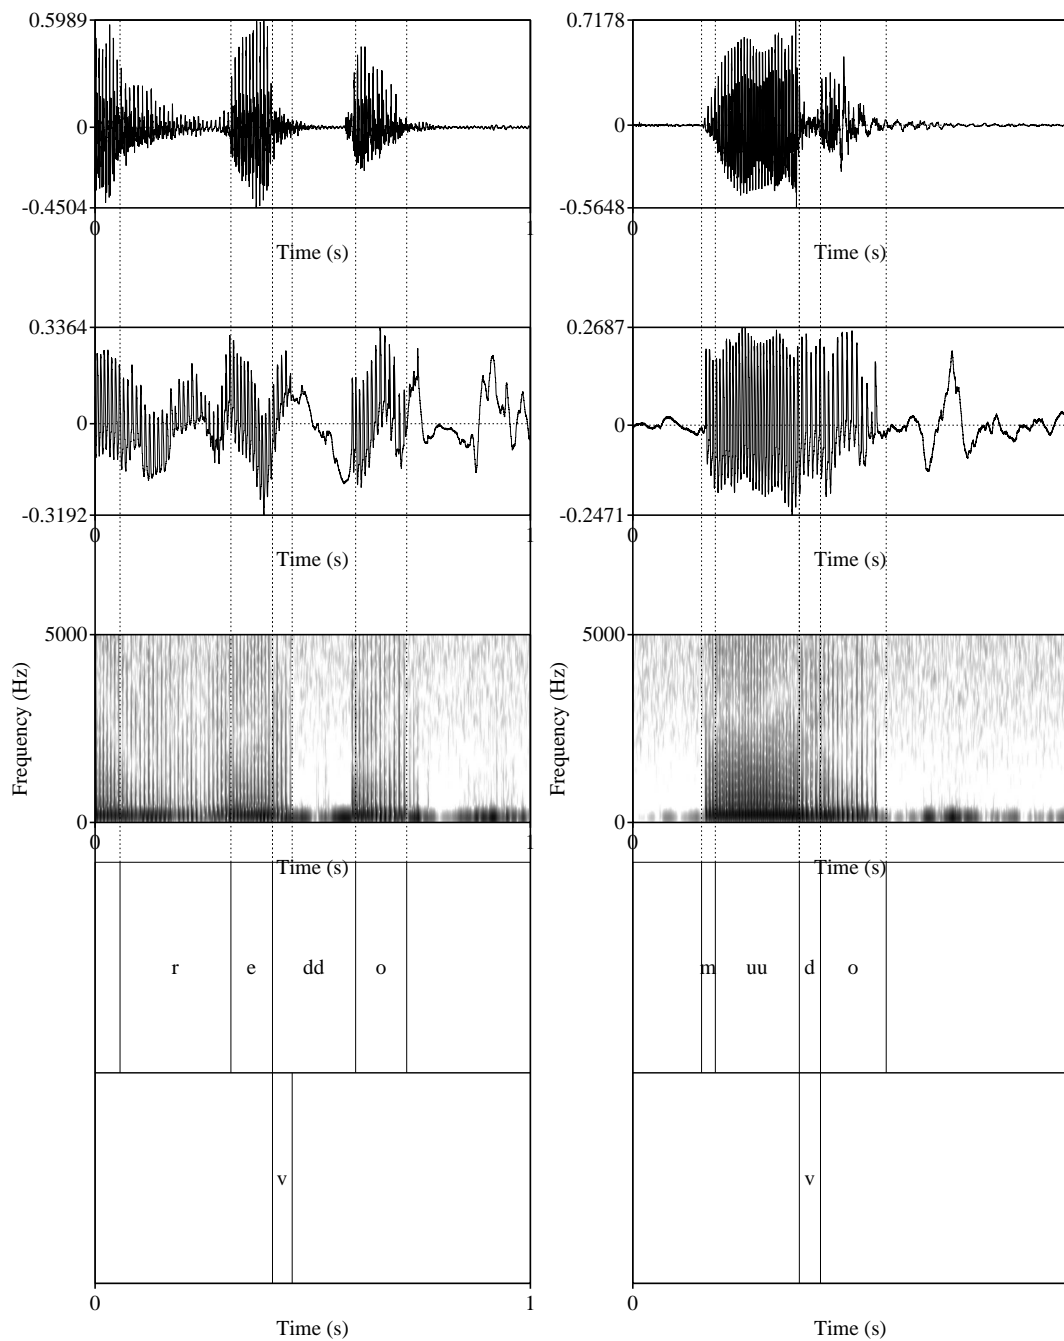 0.5989
0.7178
0
0
-0.4504
-0.5648
0
1
0
Time (s)
Time (s)
0.3364
0.2687
0
0
-0.3192
-0.2471
0
1
0
Time (s)
Time (s)
5000
5000
Frequency (Hz)
Frequency (Hz)
0
0
0
1
0
Time (s)
Time (s)
r e dd o
m uu d o
v
v
0
1
0
Time (s)
Time (s)